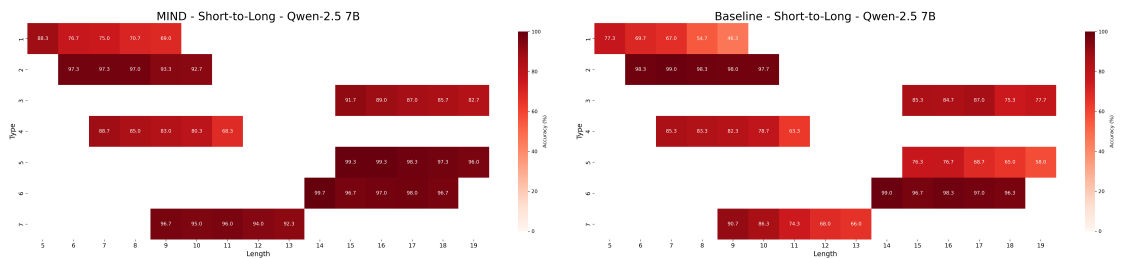 MIND - Short-to-Long - Qwen-2.5 7B
Type
1 88.3 76.7 75.0 70.7 69.0
2 97.3 97.3 97.0 93.3 92.7
3 91.7 89.0 87.0 85.7 82.7
4 88.7 85.0 83.0 80.3 68.3
5 99.3 99.3 98.3 97.3 96.0
6 99.7 96.7 97.0 98.0 96.7
7 96.7 95.0 96.0 94.0 92.3
5 6 7 8 9 10 11 12 13 14 15 16 17 18 19
Length
100
80
60
40
20
0
Accuracy (%)
Baseline - Short-to-Long - Qwen-2.5 7B
Type
1 77.3 69.7 67.0 54.7 46.3
2 98.3 99.0 98.3 98.0 97.7
3 85.3 84.7 87.0 75.3 77.7
4 85.3 83.3 82.3 78.7 63.3
5 76.3 76.7 68.7 65.0 58.0
6 99.0 96.7 98.3 97.0 96.3
7 90.7 86.3 74.3 68.0 66.0
5 6 7 8 9 10 11 12 13 14 15 16 17 18 19
Length
100
80
60
40
20
0
Accuracy (%)